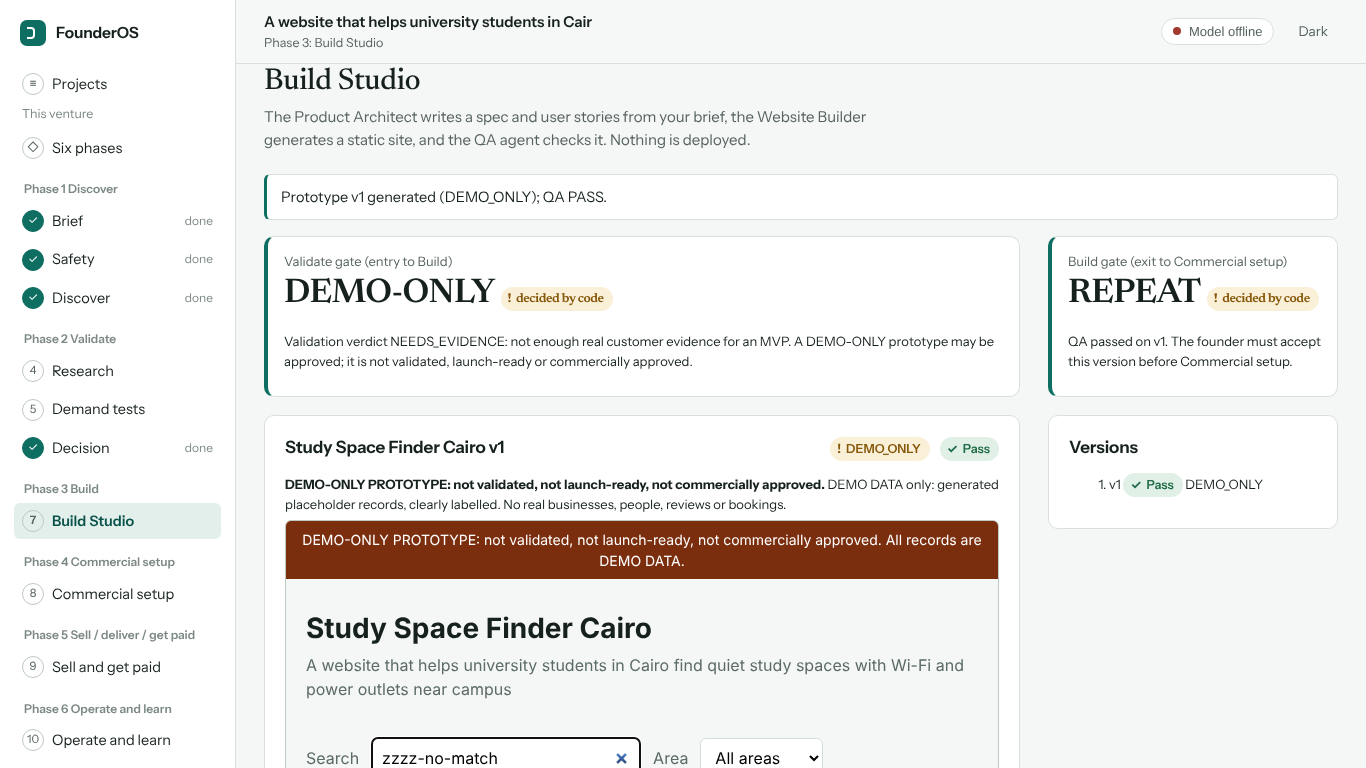 FounderOS
Projects
This venture
Six phases
Phase 1 Discover
Brief done
Safety done
Discover done
Phase 2 Validate
4 Research
5 Demand tests
Decision done
Phase 3 Build
7 Build Studio
Phase 4 Commercial setup
8 Commercial setup
Phase 5 Sell / deliver / get paid
9 Sell and get paid
Phase 6 Operate and learn
10 Operate and learn
A website that helps university students in Cair
Phase 3: Build Studio
Model offline
Dark
Build Studio
The Product Architect writes a spec and user stories from your brief, the Website Builder
generates a static site, and the QA agent checks it. Nothing is deployed.
Prototype v1 generated (DEMO_ONLY); QA PASS.
Validate gate (entry to Build)
DEMO-ONLY ! decided by code
Validation verdict NEEDS_EVIDENCE: not enough real customer evidence for an MVP. A DEMO-ONLY prototype may be
approved; it is not validated, launch-ready or commercially approved.
Build gate (exit to Commercial setup)
REPEAT ! decided by code
QA passed on v1. The founder must accept
this version before Commercial setup.
Study Space Finder Cairo v1
! DEMO_ONLY
Pass
DEMO-ONLY PROTOTYPE: not validated, not launch-ready, not commercially approved. DEMO DATA only: generated
placeholder records, clearly labelled. No real businesses, people, reviews or bookings.
DEMO-ONLY PROTOTYPE: not validated, not launch-ready, not commercially approved. All records are
DEMO DATA.
Study Space Finder Cairo
A website that helps university students in Cairo find quiet study spaces with Wi-Fi and
power outlets near campus
Search zzzz-no-match Area All areas
Versions
1. v1 Pass DEMO_ONLY